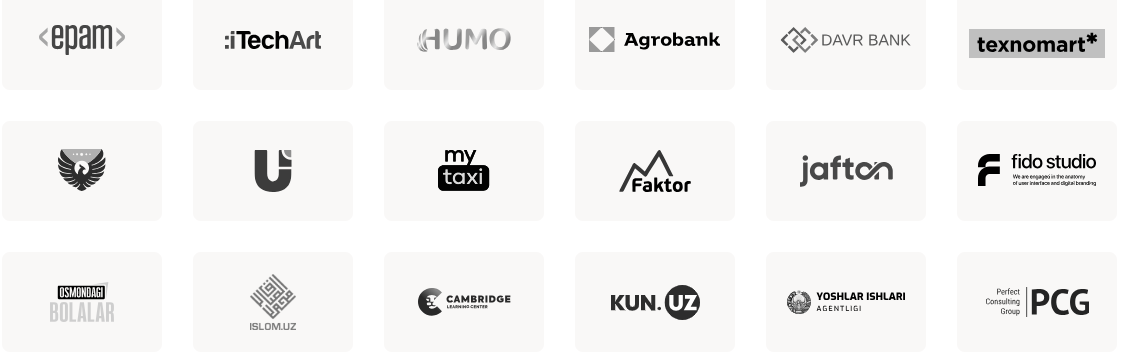 <epam>
:iTechArt
HUMO
Agrobank
DAVR BANK
texnomart*
U
my
taxi
Faktor
jafton
fido studio
We are engaged in the anatomy
of user interface and digital branding
OSMONDAGI
BOLALAR
ISLOM.UZ
CAMBRIDGE
LEARNING CENTER
KUN.UZ
YOSHLAR ISHLARI
AGENTLIGI
Perfect
Consulting
Group
PCG